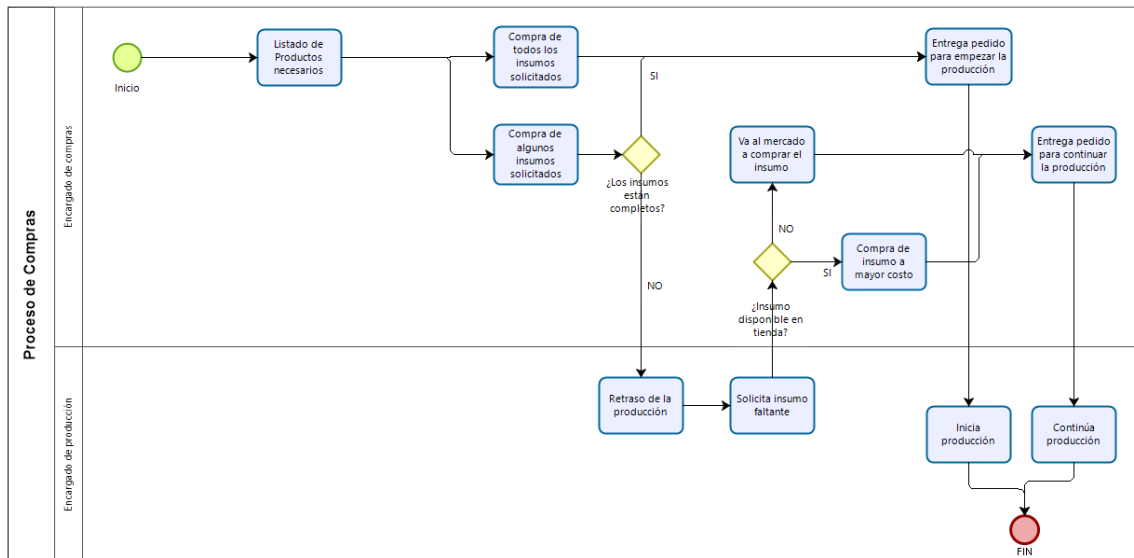 Proceso de Compras
Encargado de compras
Inicio
Listado de
Productos
necesarios
Compra de
todos los
insumos
solicitados
Compra de
algunos
insumos
solicitados
SI
¿Los insumos
están
completos?
NO
Va al mercado
a comprar el
insumo
NO
SI
¿Insumo
disponible en
tienda?
Compra de
insumo a
mayor costo
Entrega pedido
para empezar la
producción
Entrega pedido
para continuar
la producción
Encargado de producción
Retraso de la
producción
Solicita insumo
faltante
Inicia
producción
Continúa
producción
FIN